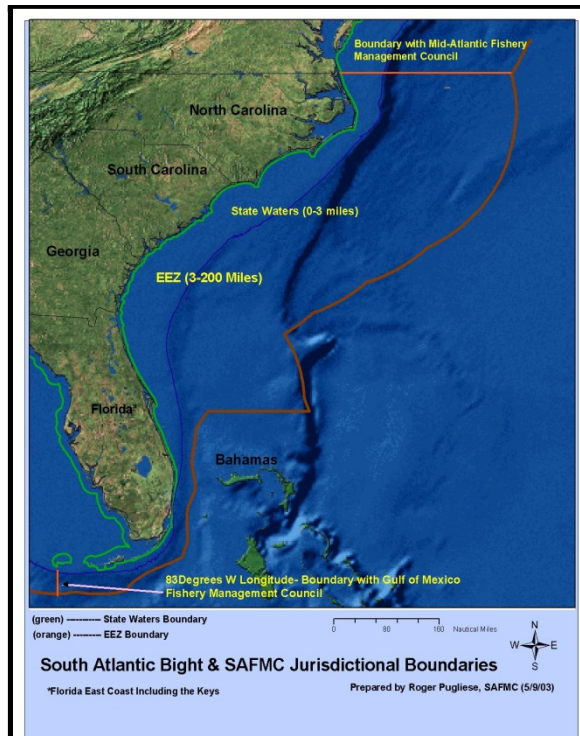 Boundary with Mid-Atlantic Fishery
Management Council
North Carolina
South Carolina
State Waters (0-3 miles)
Georgia
EEZ (3-200 Miles)
Florida*
Bahamas
83Degrees W Longitude- Boundary with Gulf of Mexico
Fishery Management Council
(green) ---------- State Waters Boundary
(orange) --------- EEZ Boundary
0 80 160 Nautical Miles
N
W E
S
South Atlantic Bight & SAFMC Jurisdictional Boundaries
*Florida East Coast Including the Keys
Prepared by Roger Pugliese, SAFMC (5/9/03)